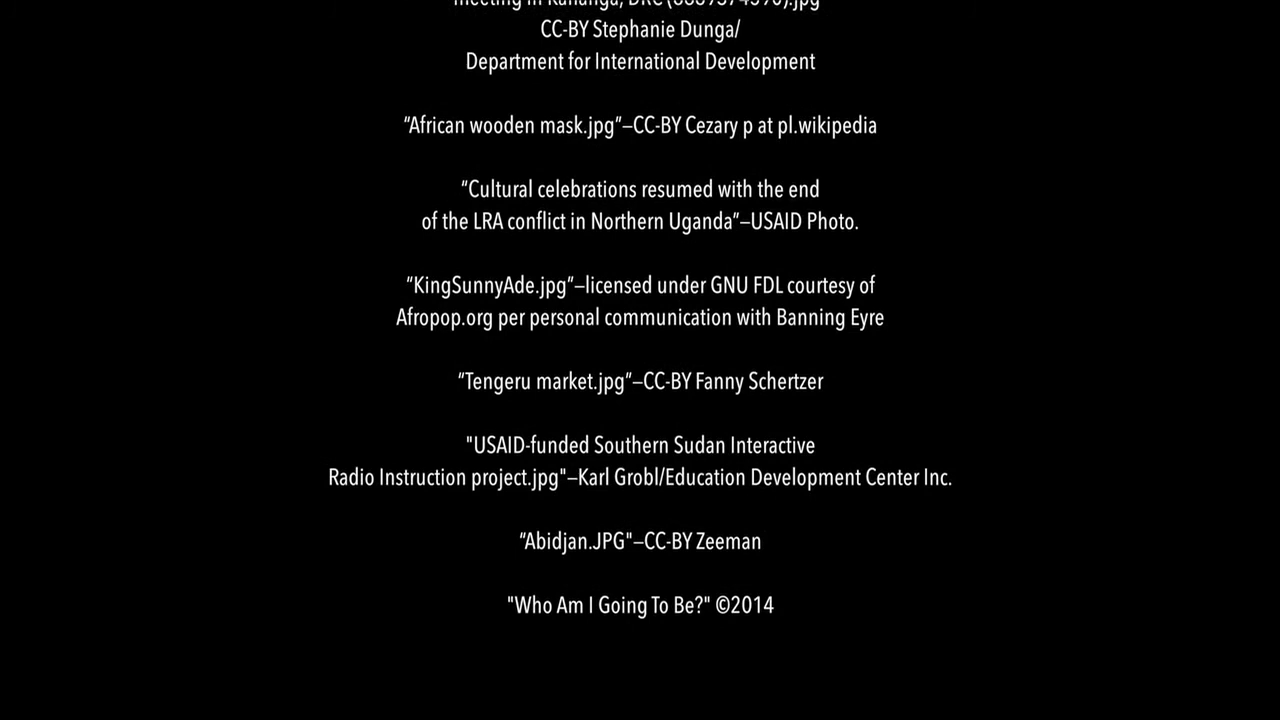 CC-BY Stephanie Dunga/
Department for International Development
“African wooden mask.jpg”–CC-BY Cezary p at pl.wikipedia
“Cultural celebrations resumed with the end
of the LRA conflict in Northern Uganda”–USAID Photo.
“KingSunnyAde.jpg”–licensed under GNU FDL courtesy of
Afropop.org per personal communication with Banning Eyre
“Tengeru market.jpg”–CC-BY Fanny Schertzer
"USAID-funded Southern Sudan Interactive
Radio Instruction project.jpg"–Karl Grobl/Education Development Center Inc.
“Abidjan.JPG"–CC-BY Zeeman
"Who Am I Going To Be?" ©2014